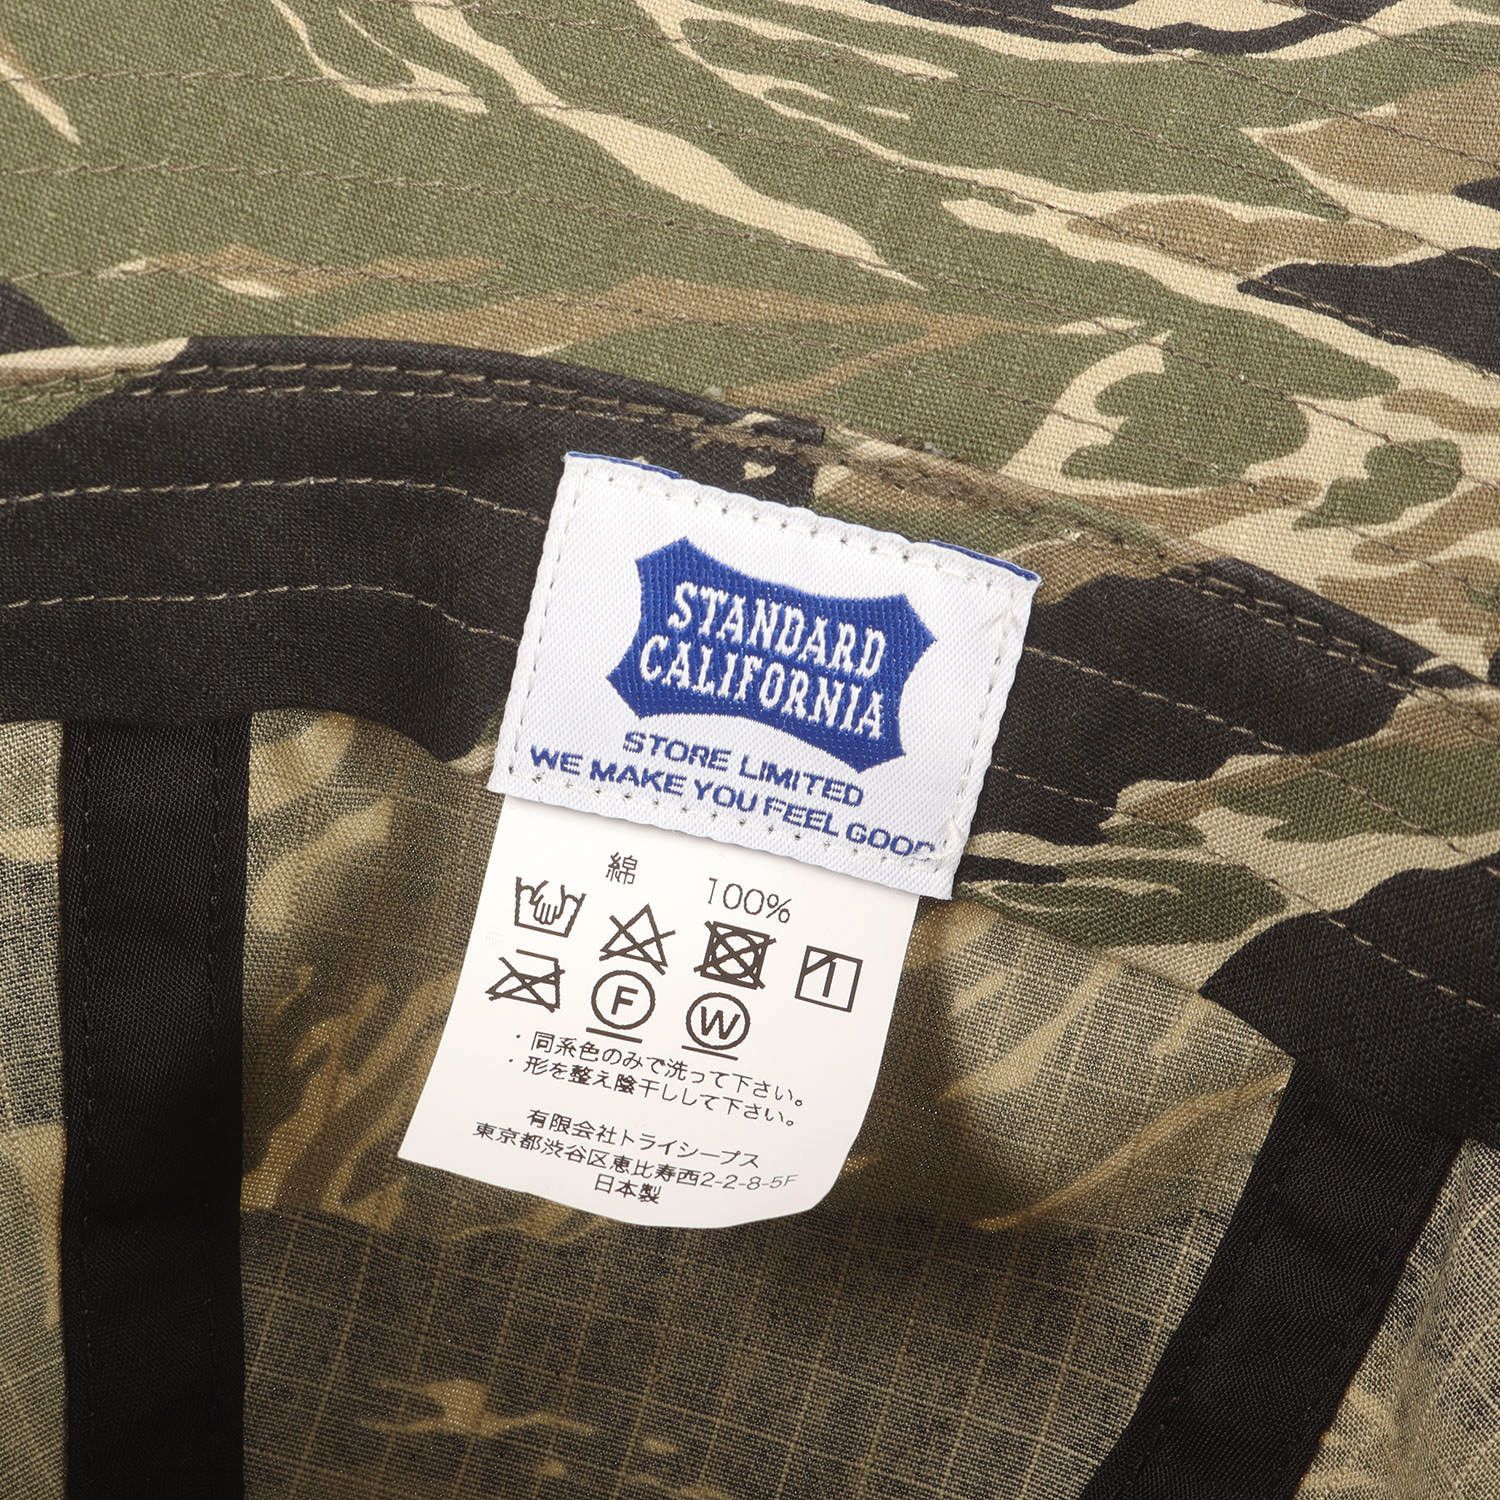 STANDARD
CALIFORNIA
STORE LIMITED
WE MAKE YOU FEEL GOOD
綿 100%
F W
・同系色のみで洗って下さい。
・形を整え陰干しして下さい。
有限会社トライシープス
東京都渋谷区恵比寿西2-2-8-5F
日本製